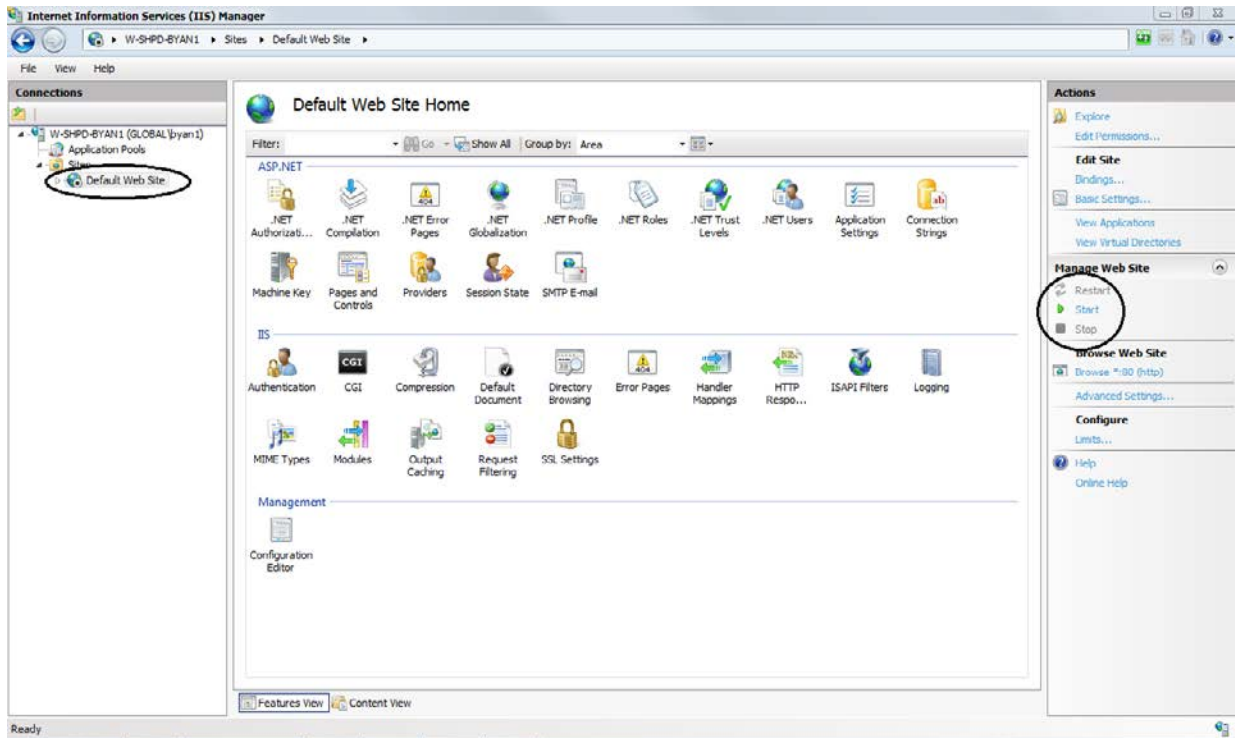 Internet Information Services (IIS) Manager
W-SHPD-BYAN1 Sites Default Web Site
File View Help
Connections
W-SHPD-BYAN1 (GLOBAL\byan1)
Application Pools
Sites
Default Web Site
Default Web Site Home
Filter: Go Show All Group by: Area
ASP.NET
.NET Authorizati...
.NET Compilation
.NET Error Pages
.NET Globalization
.NET Profile
.NET Roles
.NET Trust Levels
.NET Users
Application Settings
Connection Strings
Machine Key
Pages and Controls
Providers
Session State
SMTP E-mail
IIS
Authentication
CGI
Compression
Default Document
Directory Browsing
Error Pages
Handler Mappings
HTTP Respo...
ISAPI Filters
Logging
MIME Types
Modules
Output Caching
Request Filtering
SSL Settings
Management
Configuration Editor
Features View Content View
Ready
Actions
Explore
Edit Permissions...
Edit Site
Bindings...
Basic Settings...
View Applications
View Virtual Directories
Manage Web Site
Restart
Start
Stop
Browse Web Site
Browse *:80 (http)
Advanced Settings...
Configure
Limits...
Help
Online Help